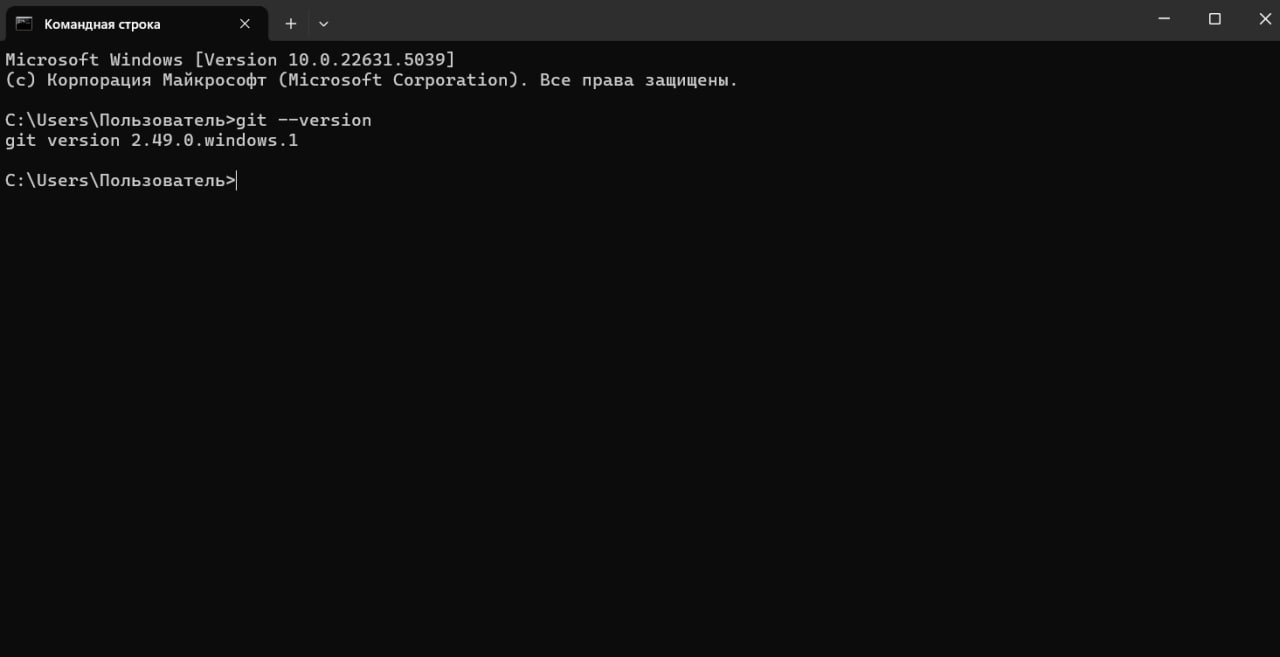 Командная строка
Microsoft Windows [Version 10.0.22631.5039]
(c) Корпорация Майкрософт (Microsoft Corporation). Все права защищены.
C:\Users\Пользователь>git --version
git version 2.49.0.windows.1
C:\Users\Пользователь>